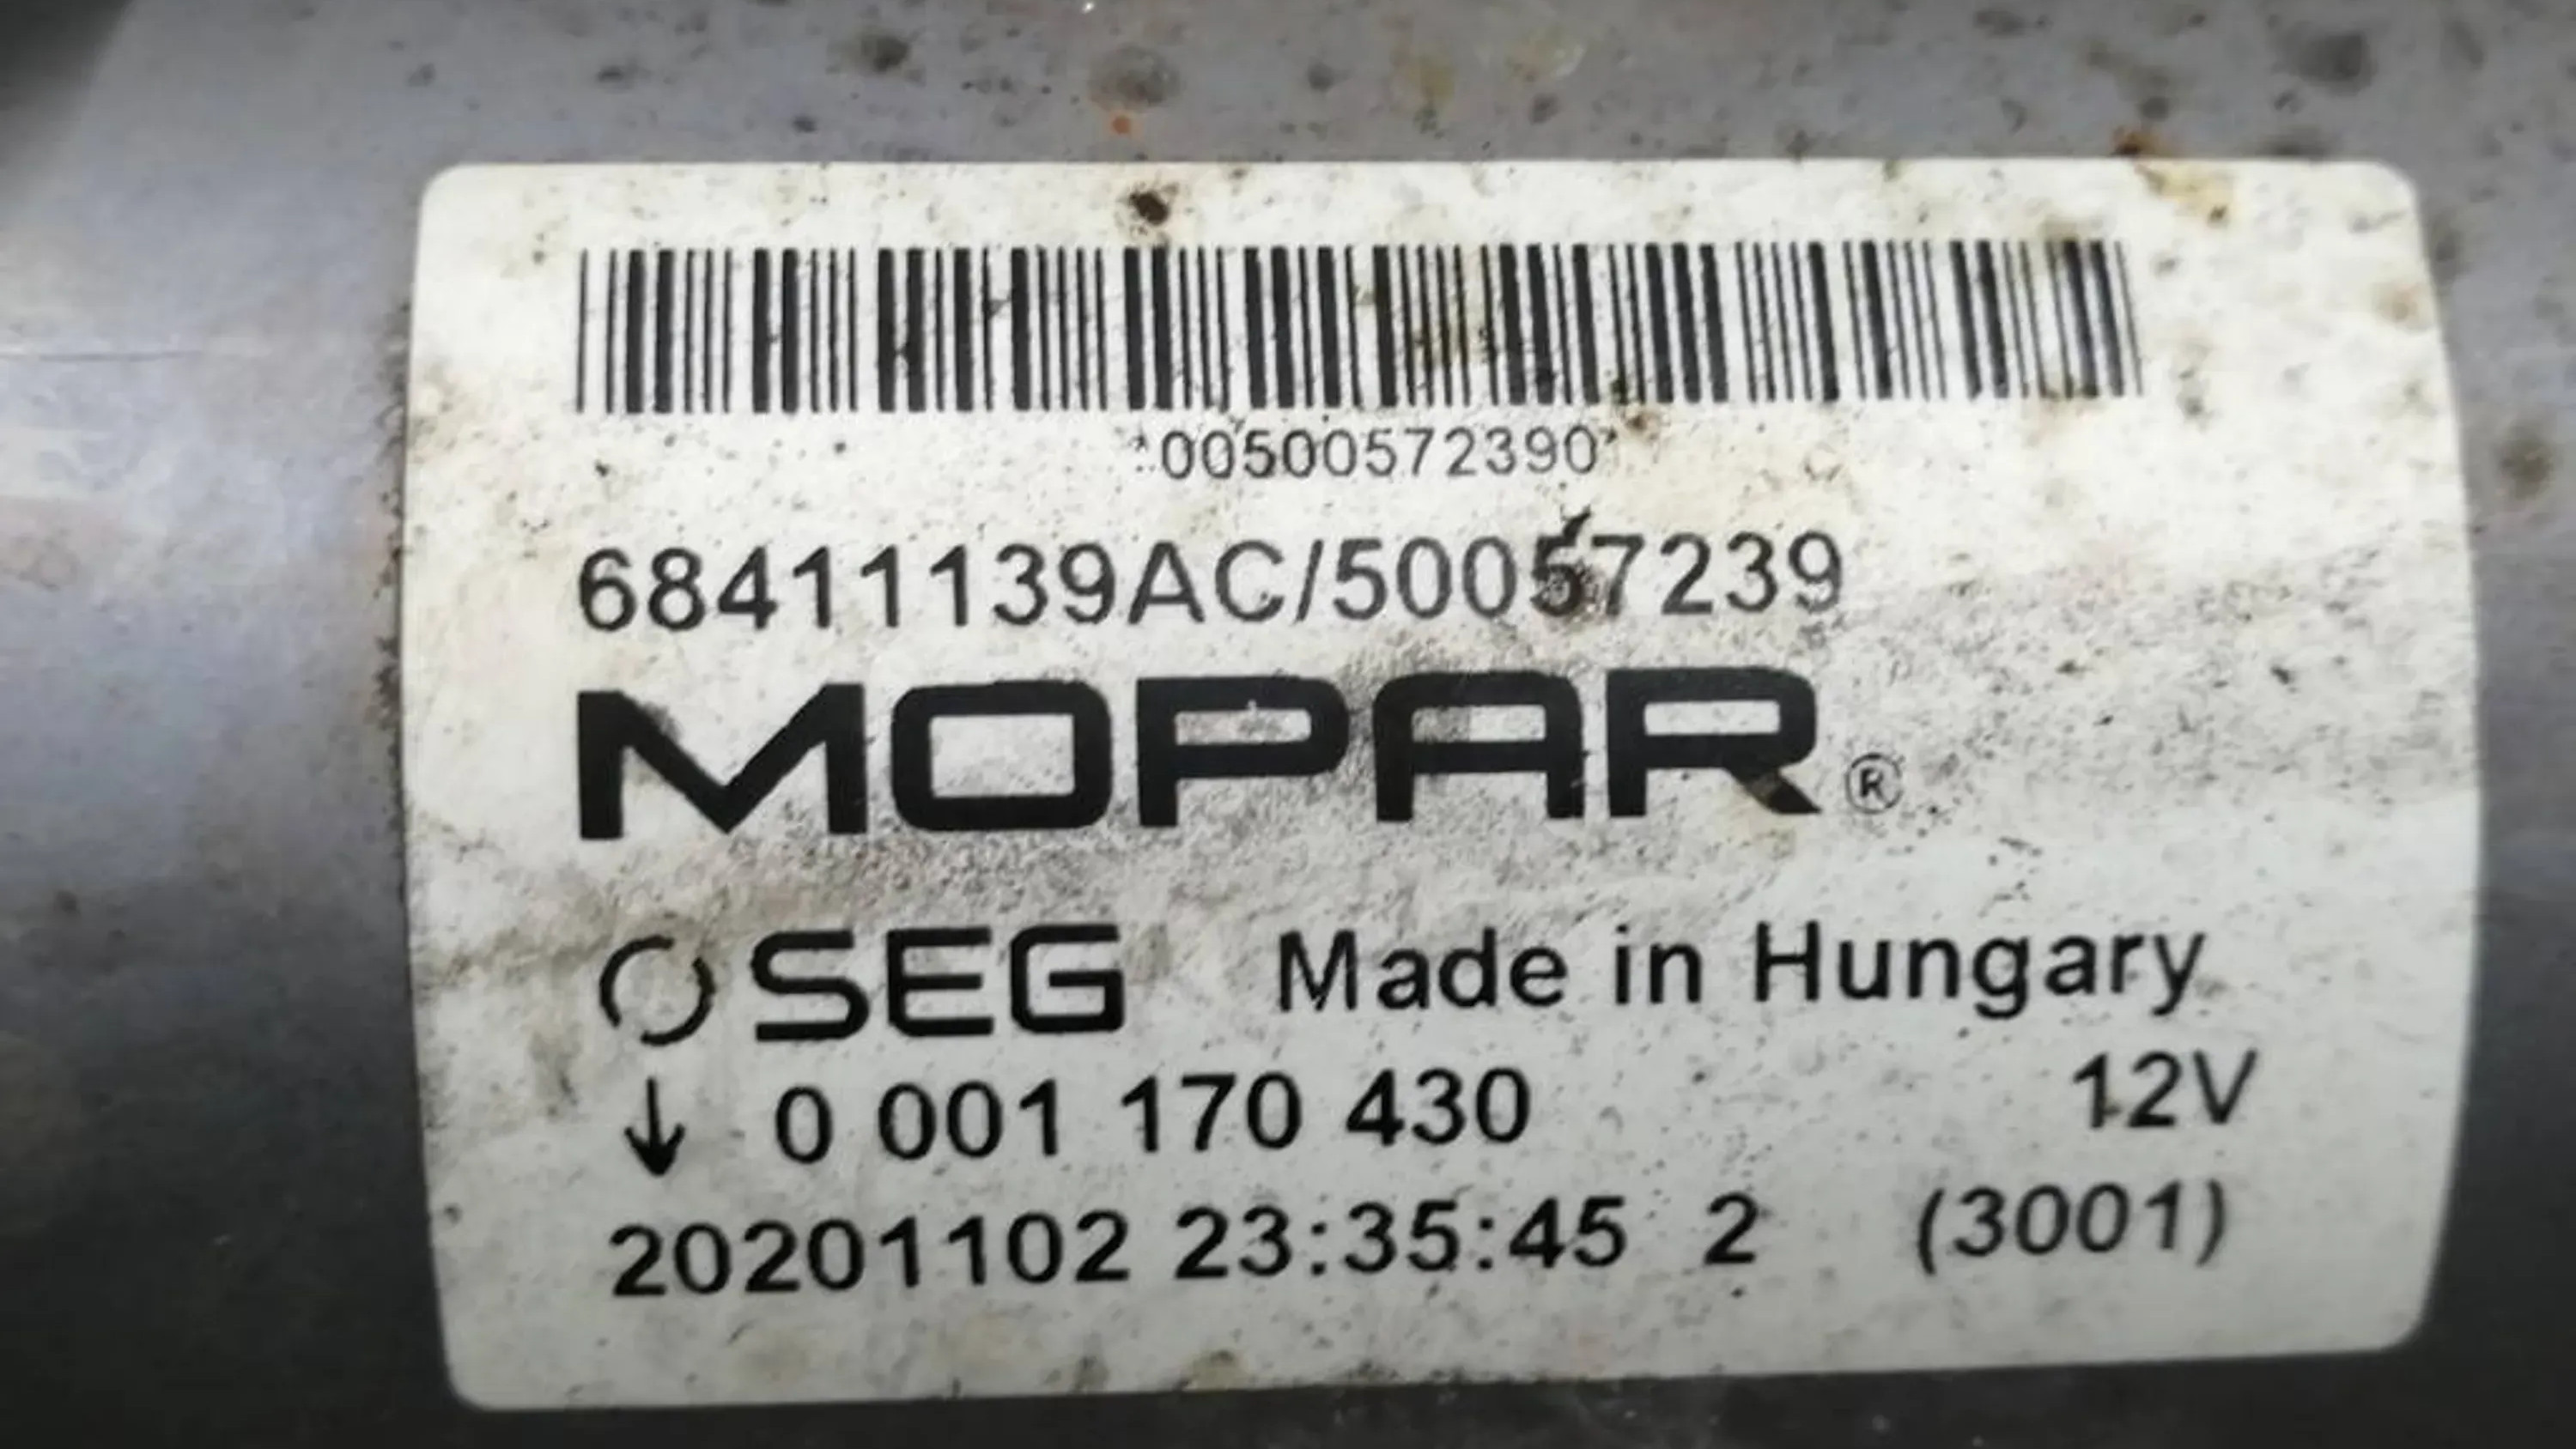 *00500572390*
68411139AC/50057239
MOPAR®
SEG Made in Hungary
↓ 0 001 170 430 12V
20201102 23:35:45 2 (3001)